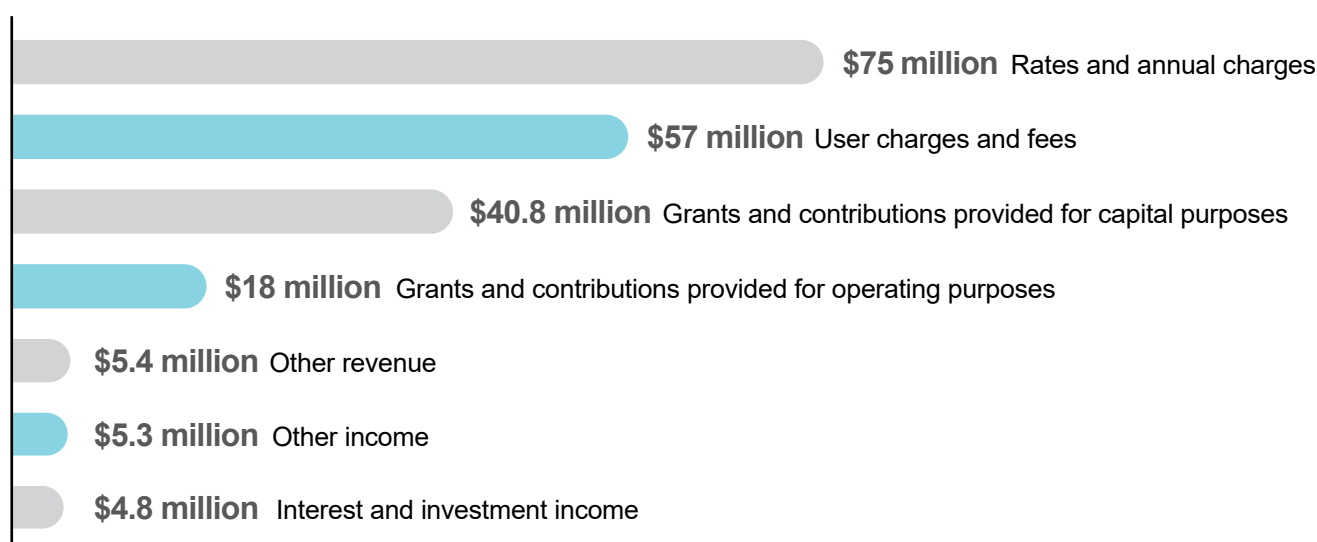 $75 million Rates and annual charges
$57 million User charges and fees
$40.8 million Grants and contributions provided for capital purposes
$18 million Grants and contributions provided for operating purposes
$5.4 million Other revenue
$5.3 million Other income
$4.8 million Interest and investment income